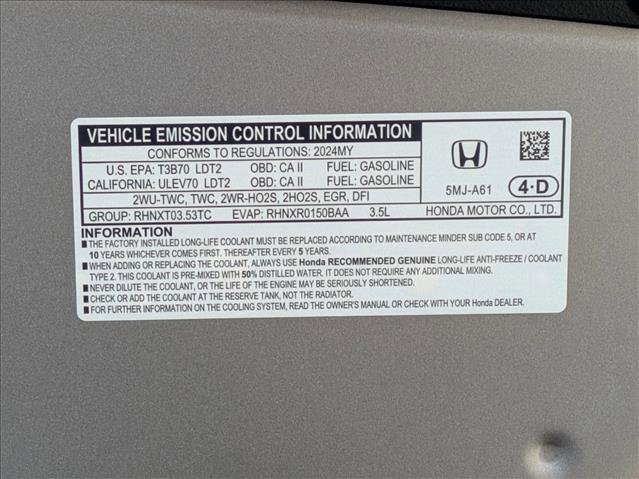 VEHICLE EMISSION CONTROL INFORMATION
CONFORMS TO REGULATIONS: 2024MY
U.S. EPA: T3B70 LDT2 OBD: CA II FUEL: GASOLINE
CALIFORNIA: ULEV70 LDT2 OBD: CA II FUEL: GASOLINE
2WU-TWC, TWC, 2WR-HO2S, 2HO2S, EGR, DFI
GROUP: RHNXT03.53TC EVAP: RHNXR0150BAA 3.5L
5MJ-A61 4-D
HONDA MOTOR CO., LTD.
INFORMATION
■ THE FACTORY INSTALLED LONG-LIFE COOLANT MUST BE REPLACED ACCORDING TO MAINTENANCE MINDER SUB CODE 5, OR AT
10 YEARS WHICHEVER COMES FIRST. THEREAFTER EVERY 5 YEARS.
■ WHEN ADDING OR REPLACING THE COOLANT, ALWAYS USE Honda RECOMMENDED GENUINE LONG-LIFE ANTI-FREEZE / COOLANT
TYPE 2. THIS COOLANT IS PRE-MIXED WITH 50% DISTILLED WATER. IT DOES NOT REQUIRE ANY ADDITIONAL MIXING.
■ NEVER DILUTE THE COOLANT, OR THE LIFE OF THE ENGINE MAY BE SERIOUSLY SHORTENED.
■ CHECK OR ADD THE COOLANT AT THE RESERVE TANK, NOT THE RADIATOR.
■ FOR FURTHER INFORMATION ON THE COOLING SYSTEM, READ THE OWNER'S MANUAL OR CHECK WITH YOUR Honda DEALER.